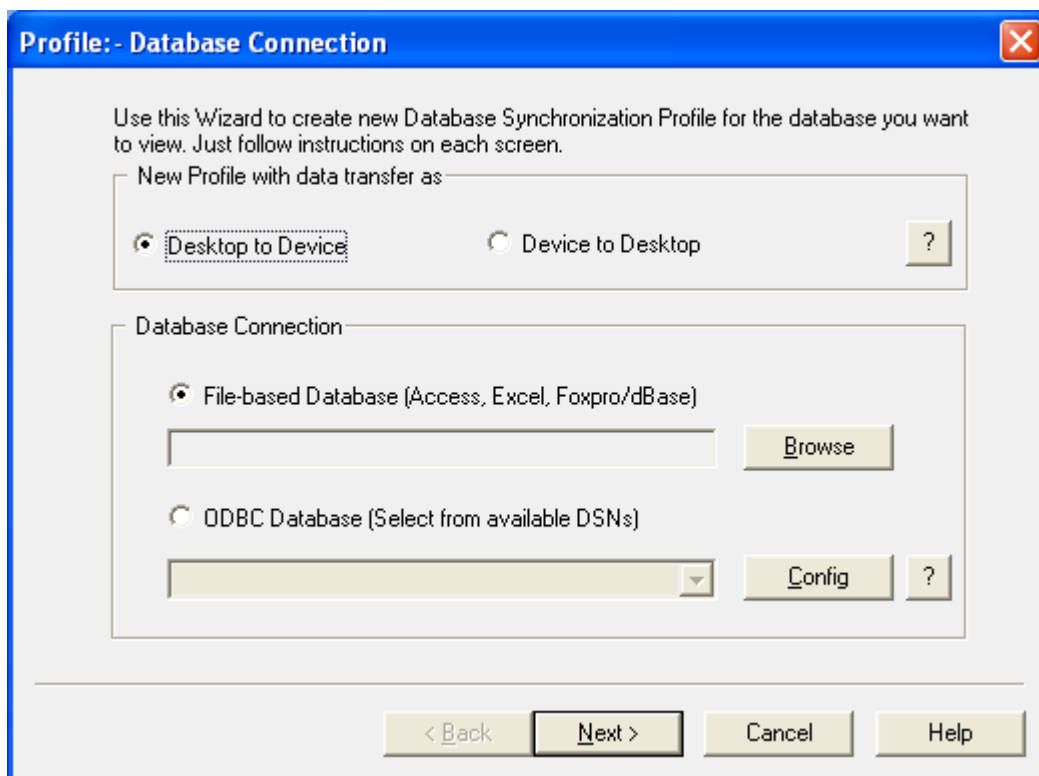 Profile:- Database Connection
Use this Wizard to create new Database Synchronization Profile for the database you want
to view. Just follow instructions on each screen.
New Profile with data transfer as
Desktop to Device
Device to Desktop
?
Database Connection
File-based Database (Access, Excel, Foxpro/dBase)
Browse
ODBC Database (Select from available DSNs)
Config
?
< Back
Next >
Cancel
Help